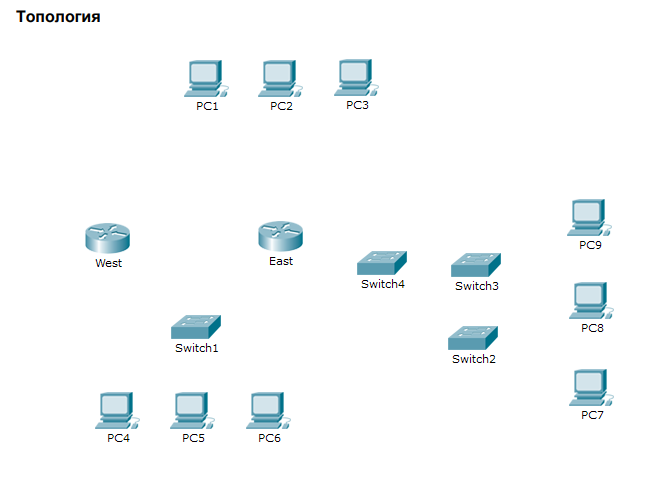 Топология
PC1
PC2
PC3
West
East
Switch4
Switch3
PC9
PC8
Switch1
Switch2
PC7
PC4
PC5
PC6